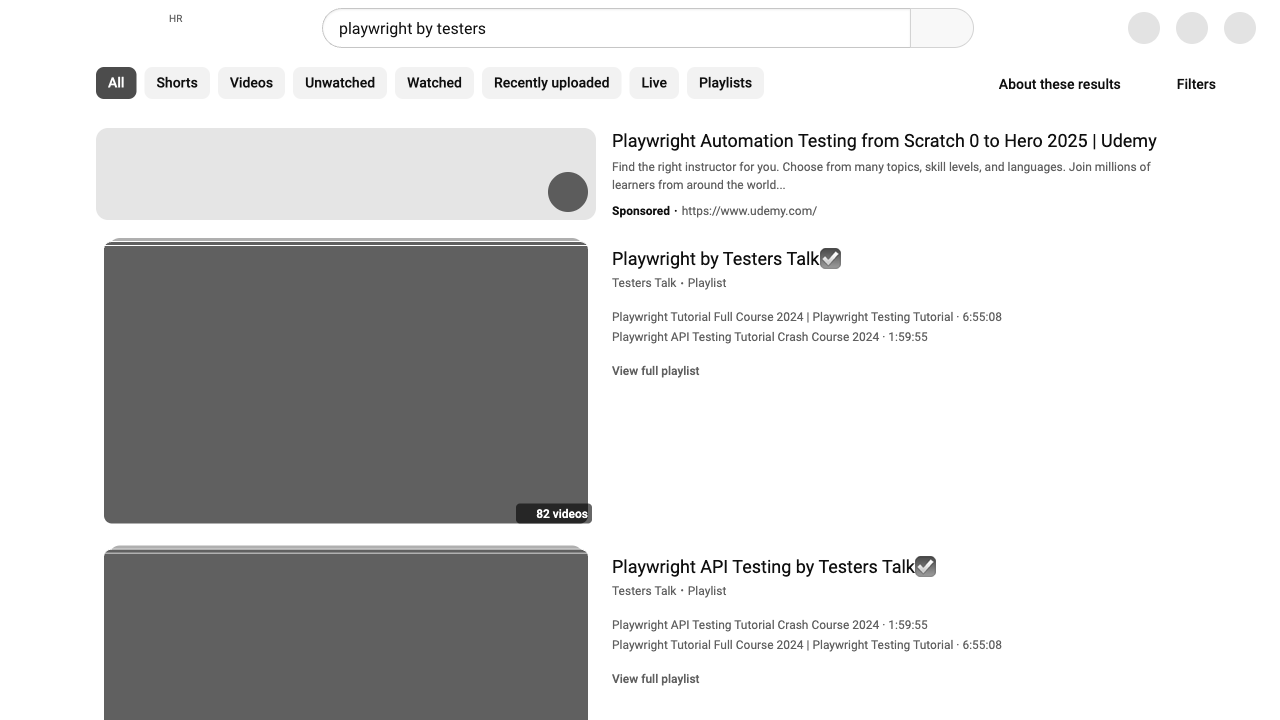 HR
playwright by testers
All
Shorts
Videos
Unwatched
Watched
Recently uploaded
Live
Playlists
About these results
Filters
Playwright Automation Testing from Scratch 0 to Hero 2025 | Udemy
Find the right instructor for you. Choose from many topics, skill levels, and languages. Join millions of
learners from around the world...
Sponsored · https://www.udemy.com/
Playwright by Testers Talk☑️
Testers Talk · Playlist
Playwright Tutorial Full Course 2024 | Playwright Testing Tutorial · 6:55:08
Playwright API Testing Tutorial Crash Course 2024 · 1:59:55
View full playlist
82 videos
Playwright API Testing by Testers Talk☑️
Testers Talk · Playlist
Playwright API Testing Tutorial Crash Course 2024 · 1:59:55
Playwright Tutorial Full Course 2024 | Playwright Testing Tutorial · 6:55:08
View full playlist